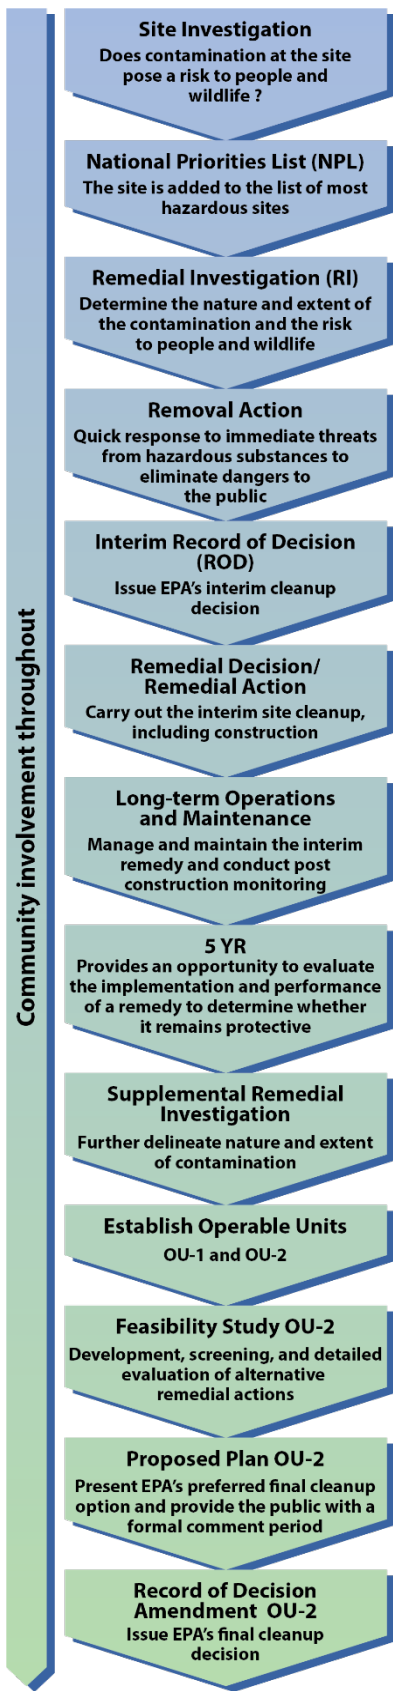 Community involvement throughout
Site Investigation
Does contamination at the site
pose a risk to people and
wildlife ?
National Priorities List (NPL)
The site is added to the list of most
hazardous sites
Remedial Investigation (RI)
Determine the nature and extent of
the contamination and the risk
to people and wildlife
Removal Action
Quick response to immediate threats
from hazardous substances to
eliminate dangers to
the public
Interim Record of Decision
(ROD)
Issue EPA's interim cleanup
decision
Remedial Decision/
Remedial Action
Carry out the interim site cleanup,
including construction
Long-term Operations
and Maintenance
Manage and maintain the interim
remedy and conduct post
construction monitoring
5 YR
Provides an opportunity to evaluate
the implementation and performance
of a remedy to determine whether
it remains protective
Supplemental Remedial
Investigation
Further delineate nature and extent
of contamination
Establish Operable Units
OU-1 and OU-2
Feasibility Study OU-2
Development, screening, and detailed
evaluation of alternative
remedial actions
Proposed Plan OU-2
Present EPA's preferred final cleanup
option and provide the public with a
formal comment period
Record of Decision
Amendment OU-2
Issue EPA's final cleanup
decision